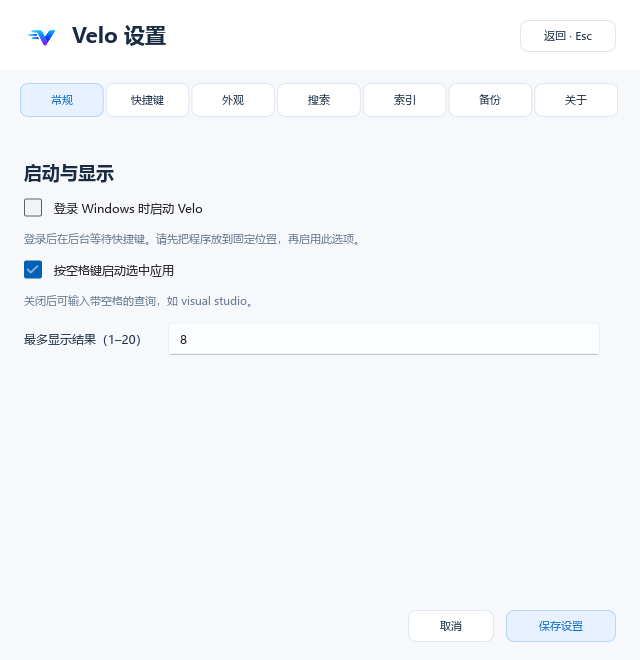 Velo 设置
返回 · Esc
常规
快捷键
外观
搜索
索引
备份
关于
启动与显示
登录 Windows 时启动 Velo
登录后在后台等待快捷键。请先把程序放到固定位置，再启用此选项。
按空格键启动选中应用
关闭后可输入带空格的查询，如 visual studio。
最多显示结果（1–20）
8
取消
保存设置